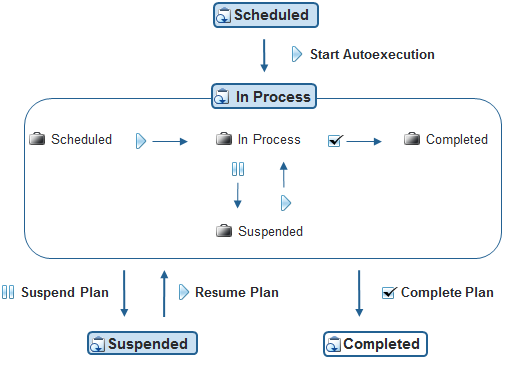 Scheduled
Start Autoexecution
In Process
Scheduled
In Process
Completed
Suspended
Suspend Plan
Resume Plan
Complete Plan
Suspended
Completed